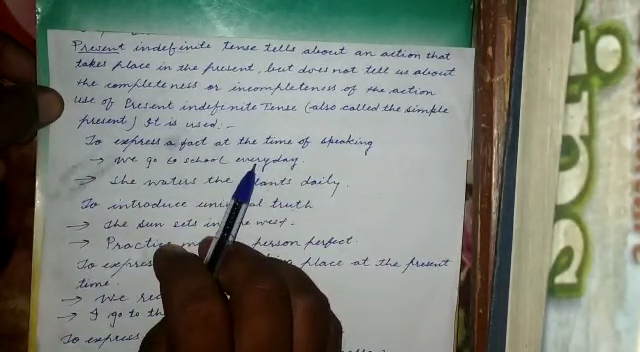 Present indefinite tense tells about an action that
takes place in the present, but does not tell us about
the completeness or incompleteness of the action
use of Present indefinite Tense (also called the simple
present) It is used:-
To express a fact at the time of speaking
→ We go to school everyday.
→ She waters the plants daily.
To introduce truth
→ The sun sets in the west.
→ Practice person perfect.
To express place at the present
time.
→ We
→ I go to
To express